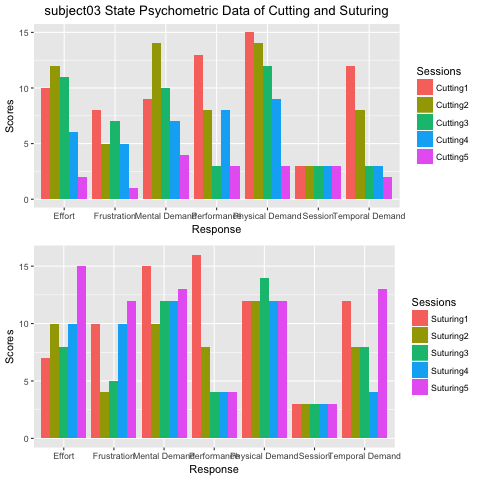 subject03 State Psychometric Data of Cutting and Suturing
Scores
15
10
5
0
Effort Frustration Mental Demand Performance Physical Demand Session Temporal Demand
Response
Sessions
Cutting1
Cutting2
Cutting3
Cutting4
Cutting5
Scores
15
10
5
0
Effort Frustration Mental Demand Performance Physical Demand Session Temporal Demand
Response
Sessions
Suturing1
Suturing2
Suturing3
Suturing4
Suturing5